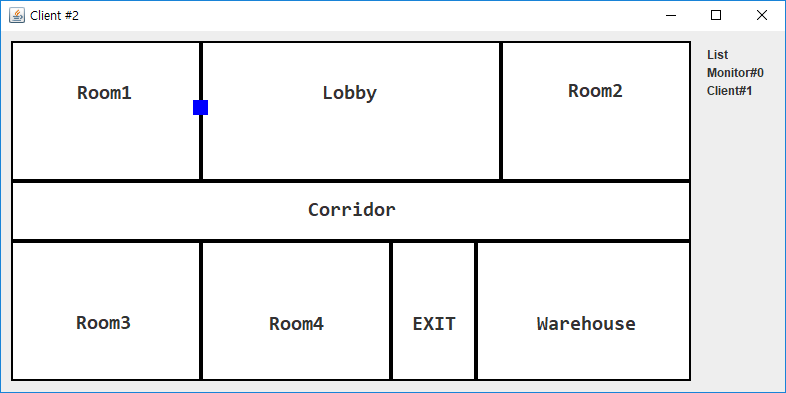 Client #2
List
Monitor#0
Client#1
Room1
Lobby
Room2
Corridor
Room3
Room4
EXIT
Warehouse